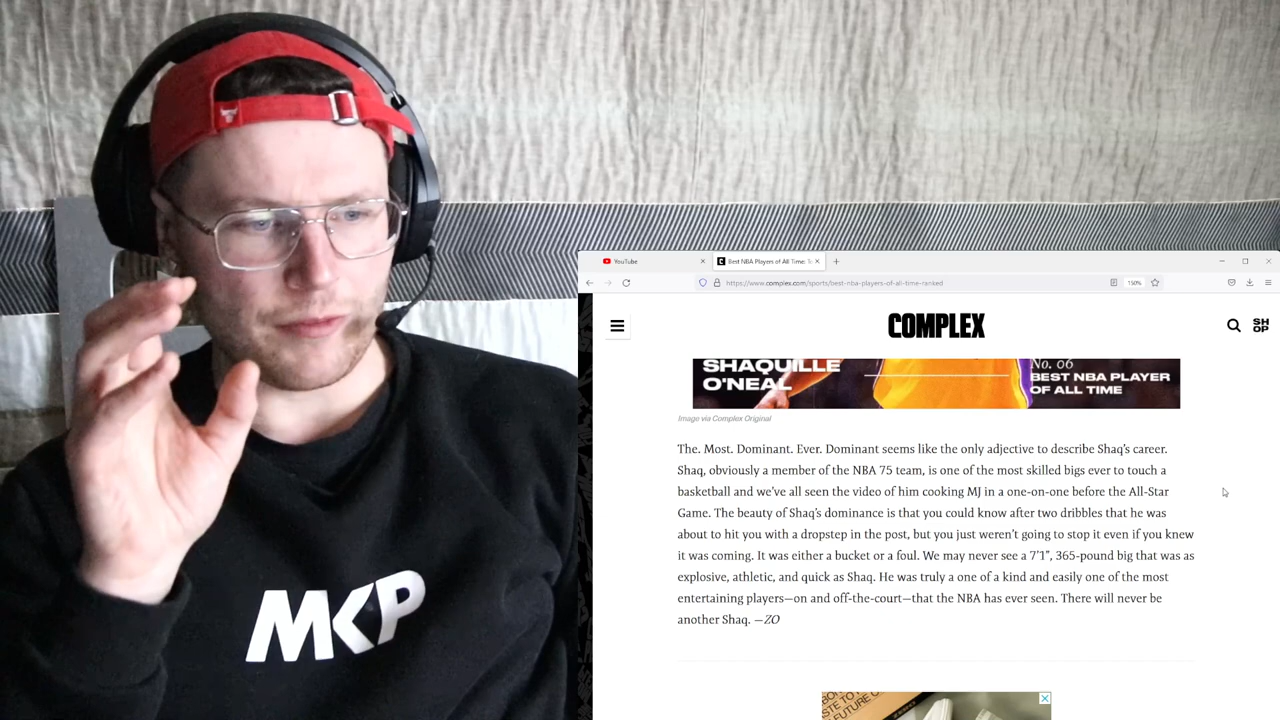 MKP
YouTube
Best NBA Players of All Time: To
https://www.complex.com/sports/best-nba-players-of-all-time-ranked
150%
COMPLEX
SH
OP
SHAQUILLE
O'NEAL
No. 06
BEST NBA PLAYER
OF ALL TIME
Image via Complex Original
The. Most. Dominant. Ever. Dominant seems like the only adjective to describe Shaq’s career.
Shaq, obviously a member of the NBA 75 team, is one of the most skilled bigs ever to touch a
basketball and we’ve all seen the video of him cooking MJ in a one-on-one before the All-Star
Game. The beauty of Shaq’s dominance is that you could know after two dribbles that he was
about to hit you with a dropstep in the post, but you just weren’t going to stop it even if you knew
it was coming. It was either a bucket or a foul. We may never see a 7’1”, 365-pound big that was as
explosive, athletic, and quick as Shaq. He was truly a one of a kind and easily one of the most
entertaining players—on and off-the-court—that the NBA has ever seen. There will never be
another Shaq. —ZO